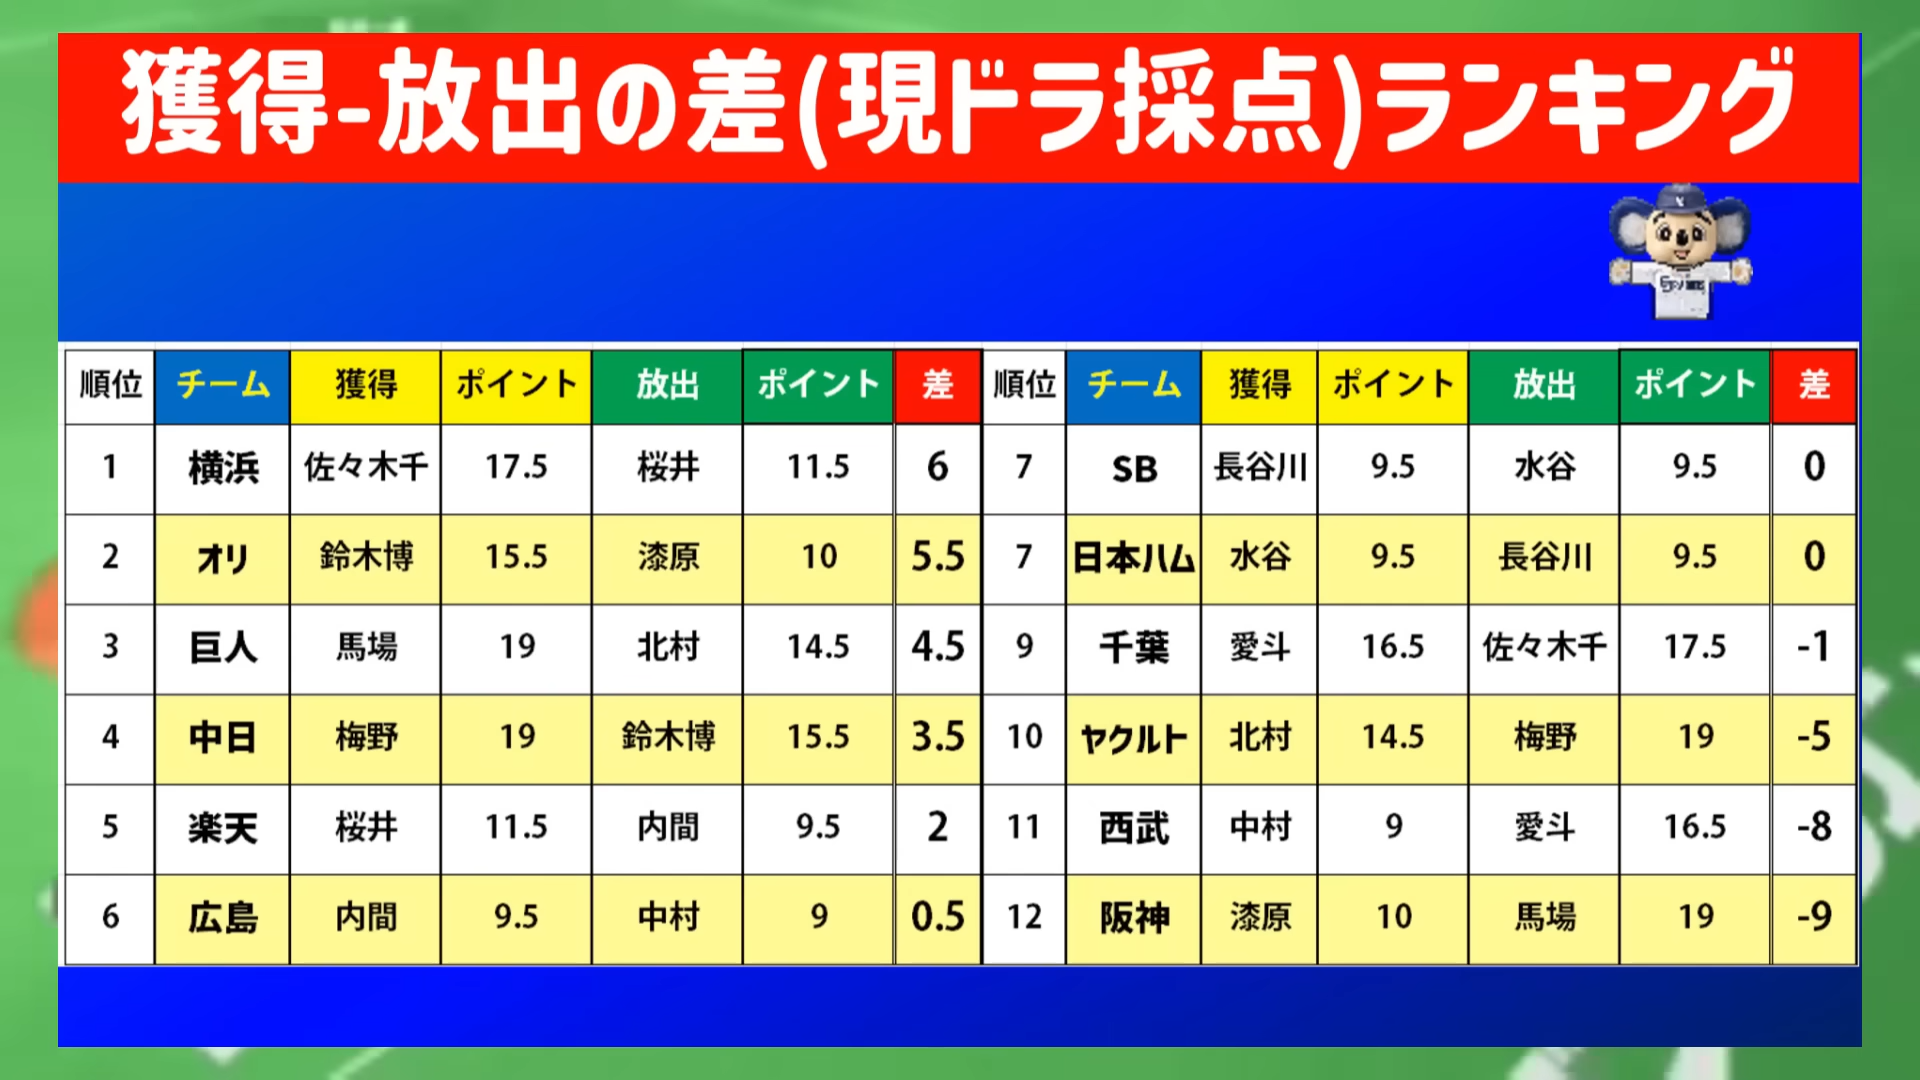 獲得-放出の差(現ドラ採点)ランキング
順位 チーム 獲得 ポイント 放出 ポイント 差 順位 チーム 獲得 ポイント 放出 ポイント 差
1 横浜 佐々木千 17.5 桜井 11.5 6 7 SB 長谷川 9.5 水谷 9.5 0
2 オリ 鈴木博 15.5 漆原 10 5.5 7 日本ハム 水谷 9.5 長谷川 9.5 0
3 巨人 馬場 19 北村 14.5 4.5 9 千葉 愛斗 16.5 佐々木千 17.5 -1
4 中日 梅野 19 鈴木博 15.5 3.5 10 ヤクルト 北村 14.5 梅野 19 -5
5 楽天 桜井 11.5 内間 9.5 2 11 西武 中村 9 愛斗 16.5 -8
6 広島 内間 9.5 中村 9 0.5 12 阪神 漆原 10 馬場 19 -9